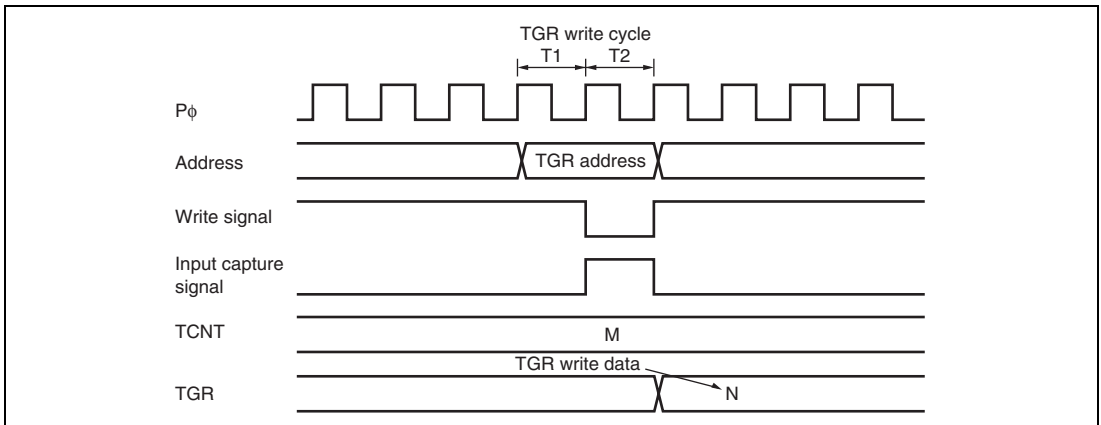 TGR write cycle
T1 T2
Pϕ
Address TGR address
Write signal
Input capture
signal
TCNT M
TGR write data
TGR N